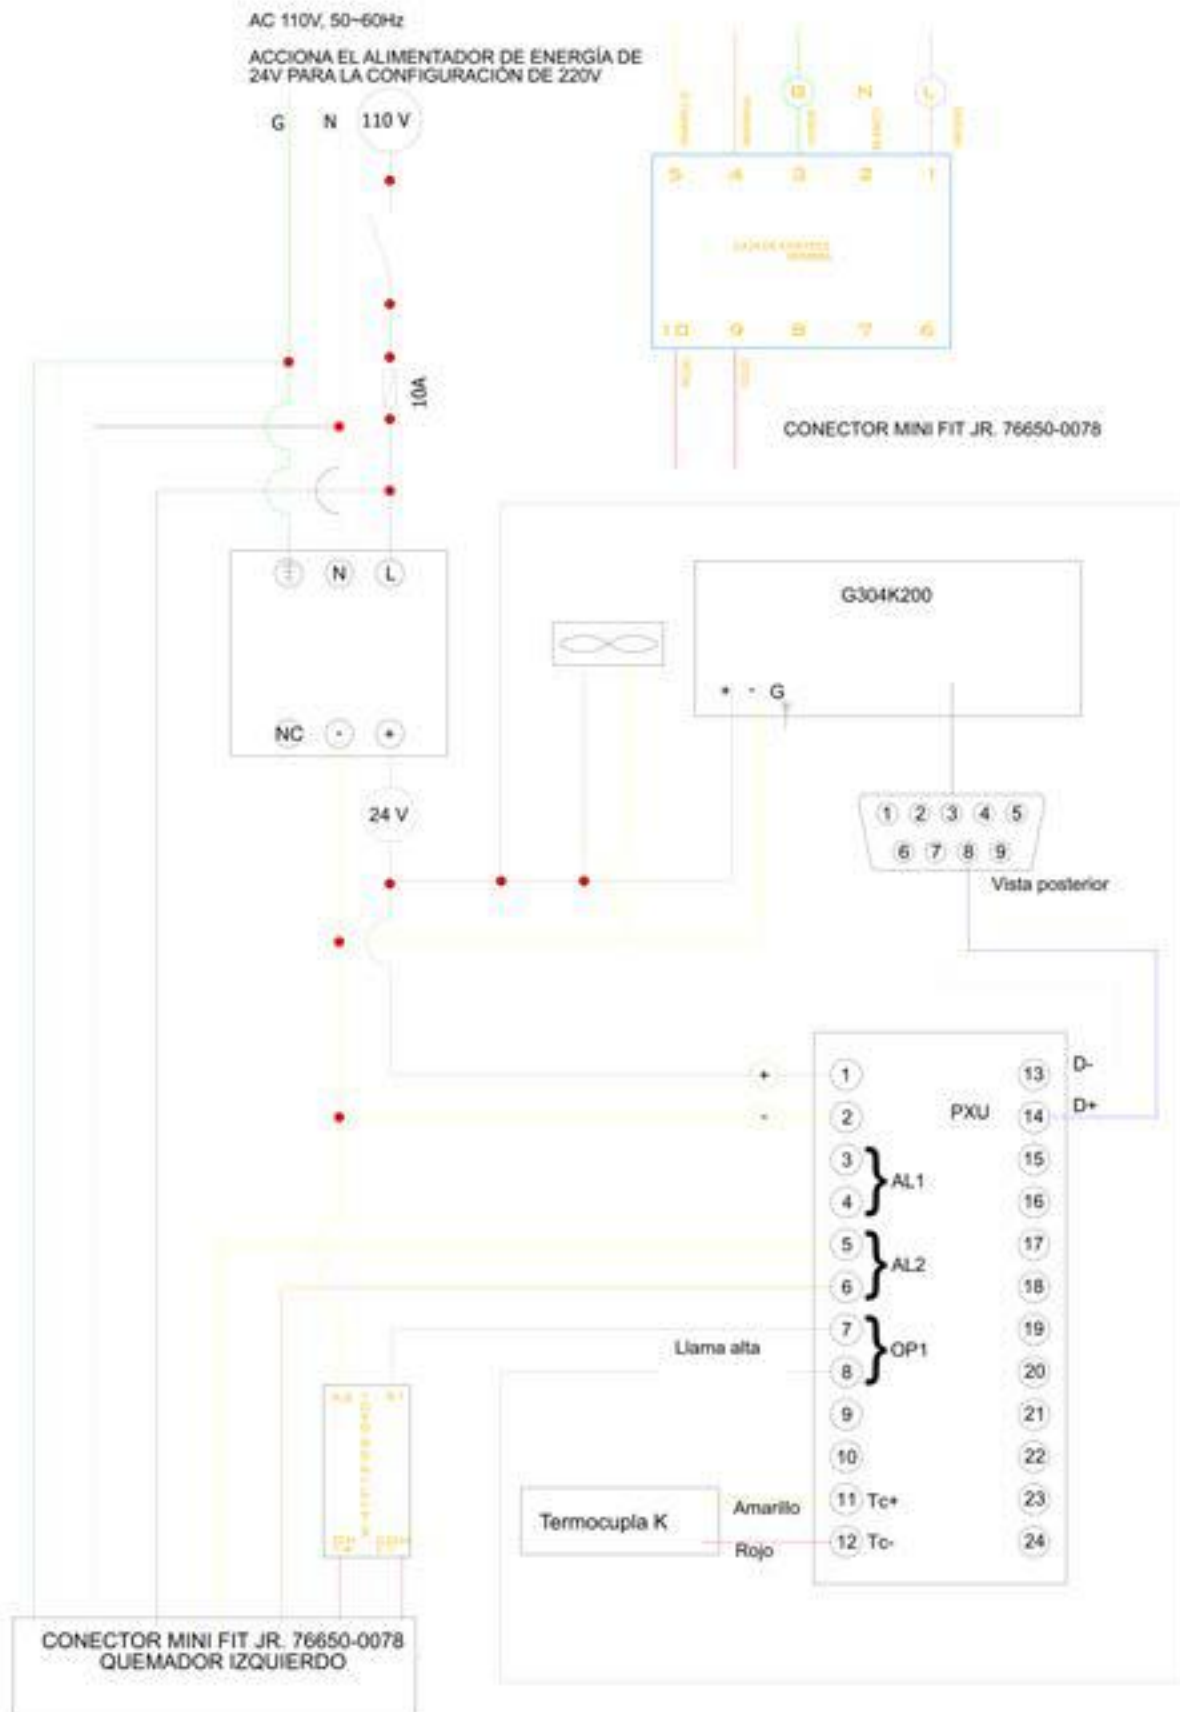 AC 110V, 50~60Hz
ACCIONA EL ALIMENTADOR DE ENERGÍA DE
24V PARA LA CONFIGURACIÓN DE 220V
G N 110 V
G N L
5 4 3 2 1
10 9 8 7 6
10A
CONECTOR MINI FIT JR. 76650-0078
N L
G304K200
+ - G
NC - +
24 V
1 2 3 4 5
6 7 8 9
Vista posterior
+ 1 13 D-
- 2 PXU 14 D+
3 15
AL1
4 16
5 17
AL2
6 18
7 19
Llama alta OP1
8 20
9 21
10 22
Amarillo 11 Tc+ 23
Termocupla K
Rojo 12 Tc- 24
CONECTOR MINI FIT JR. 76650-0078
QUEMADOR IZQUIERDO